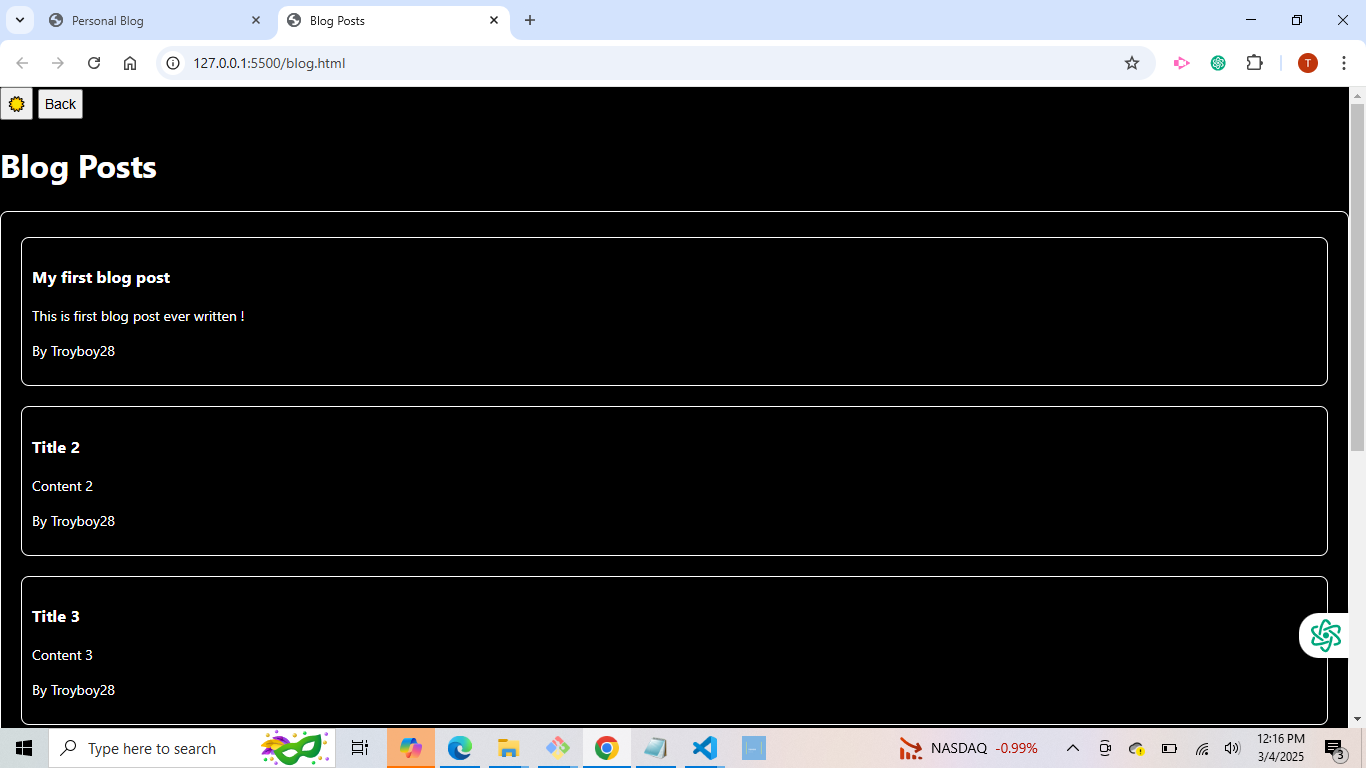 Personal Blog
Blog Posts
127.0.0.1:5500/blog.html
T
Back
Blog Posts
My first blog post
This is first blog post ever written !
By Troyboy28
Title 2
Content 2
By Troyboy28
Title 3
Content 3
By Troyboy28
Type here to search
NASDAQ -0.99%
12:16 PM
3/4/2025
3